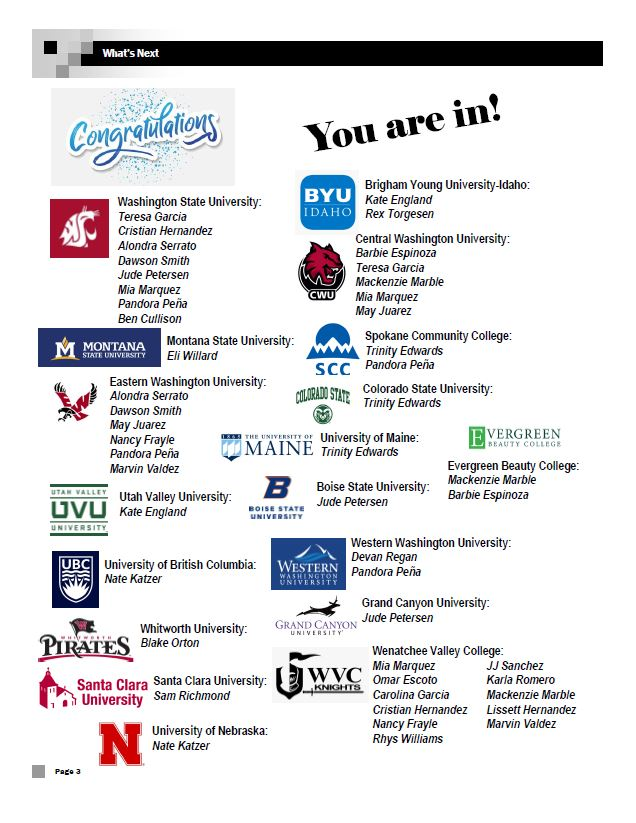 What's Next
Congratulations
You are in!
Washington State University:
Teresa Garcia
Cristian Hernandez
Alondra Serrato
Dawson Smith
Jude Petersen
Mia Marquez
Pandora Peña
Ben Cullison
BYU
IDAHO
Brigham Young University-Idaho:
Kate England
Rex Torgesen
CWU
Central Washington University:
Barbie Espinoza
Teresa Garcia
Mackenzie Marble
Mia Marquez
May Juarez
MONTANA
STATE UNIVERSITY
Montana State University:
Eli Willard
SCC
Spokane Community College:
Trinity Edwards
Pandora Peña
Eastern Washington University:
Alondra Serrato
Dawson Smith
May Juarez
Nancy Frayle
Pandora Peña
Marvin Valdez
COLORADO STATE
Colorado State University:
Trinity Edwards
1865 THE UNIVERSITY OF
MAINE
University of Maine:
Trinity Edwards
EVERGREEN
BEAUTY COLLEGE
Evergreen Beauty College:
Mackenzie Marble
Barbie Espinoza
UTAH VALLEY
UVU
UNIVERSITY
Utah Valley University:
Kate England
B
BOISE STATE
UNIVERSITY
Boise State University:
Jude Petersen
UBC
University of British Columbia:
Nate Katzer
WESTERN
WASHINGTON
UNIVERSITY
Western Washington University:
Devan Regan
Pandora Peña
GRAND CANYON
UNIVERSITY
Grand Canyon University:
Jude Petersen
WHITWORTH
PIRATES
Whitworth University:
Blake Orton
Santa Clara
University
Santa Clara University:
Sam Richmond
WVC
KNIGHTS
Wenatchee Valley College:
Mia Marquez
Omar Escoto
Carolina Garcia
Cristian Hernandez
Nancy Frayle
Rhys Williams
JJ Sanchez
Karla Romero
Mackenzie Marble
Lissett Hernandez
Marvin Valdez
N
University of Nebraska:
Nate Katzer
Page 3